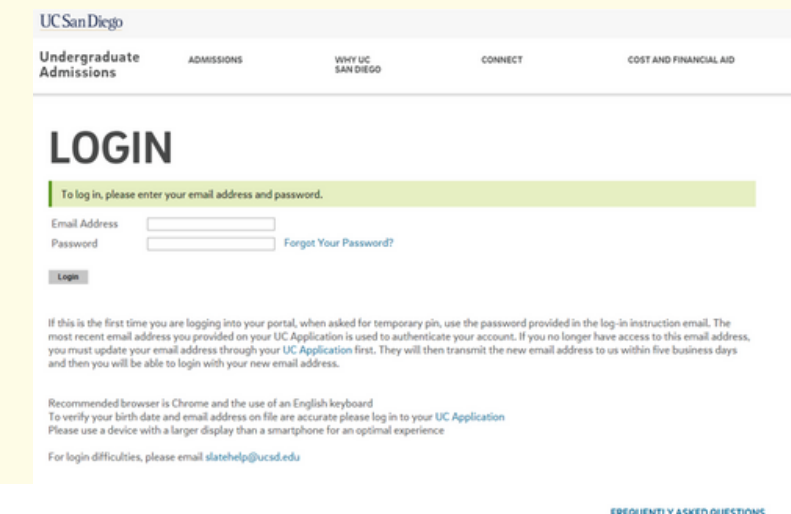 UC San Diego
Undergraduate
Admissions
ADMISSIONS
WHY UC
SAN DIEGO
CONNECT
COST AND FINANCIAL AID
LOGIN
To log in, please enter your email address and password.
Email Address
Password Forgot Your Password?
Login
If this is the first time you are logging into your portal, when asked for temporary pin, use the password provided in the log-in instruction email. The
most recent email address you provided on your UC Application is used to authenticate your account. If you no longer have access to this email address,
you must update your email address through your UC Application first. They will then transmit the new email address to us within five business days
and then you will be able to login with your new email address.
Recommended browser is Chrome and the use of an English keyboard
To verify your birth date and email address on file are accurate please log in to your UC Application
Please use a device with a larger display than a smartphone for an optimal experience
For login difficulties, please email slatehelp@ucsd.edu
FREQUENTLY ASKED QUESTIONS